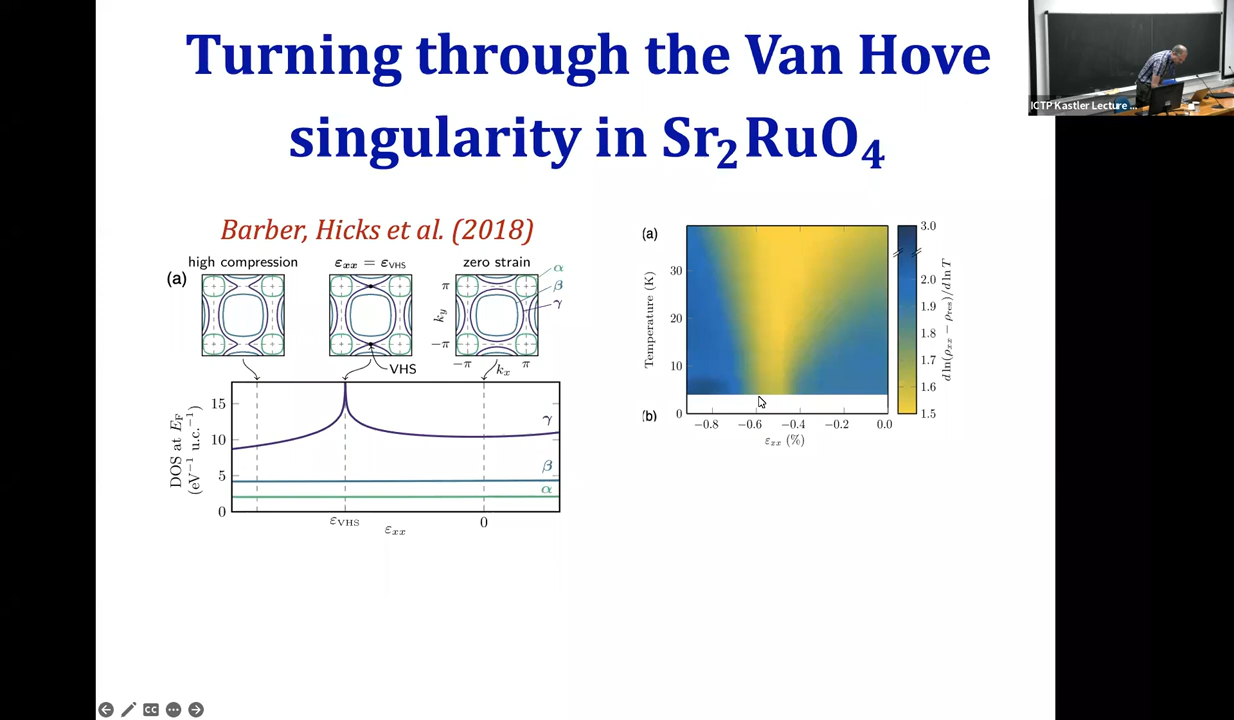 Turning through the Van Hove
singularity in Sr₂RuO₄
ICTP Kastler Lecture ...
Barber, Hicks et al. (2018)
(a)
high compression
εxx = εVHS
zero strain
α
β
γ
π
ky
−π
−π
kx
π
VHS
15
10
5
0
DOS at EF
(eV⁻¹ u.c.⁻¹)
γ
β
α
εVHS
0
εxx
(a)
30
20
10
0
Temperature (K)
(b)
−0.8
−0.6
−0.4
−0.2
0.0
εxx (%)
3.0
2.0
1.9
1.8
1.7
1.6
1.5
d ln(ρxx − ρres)/d ln T
CC